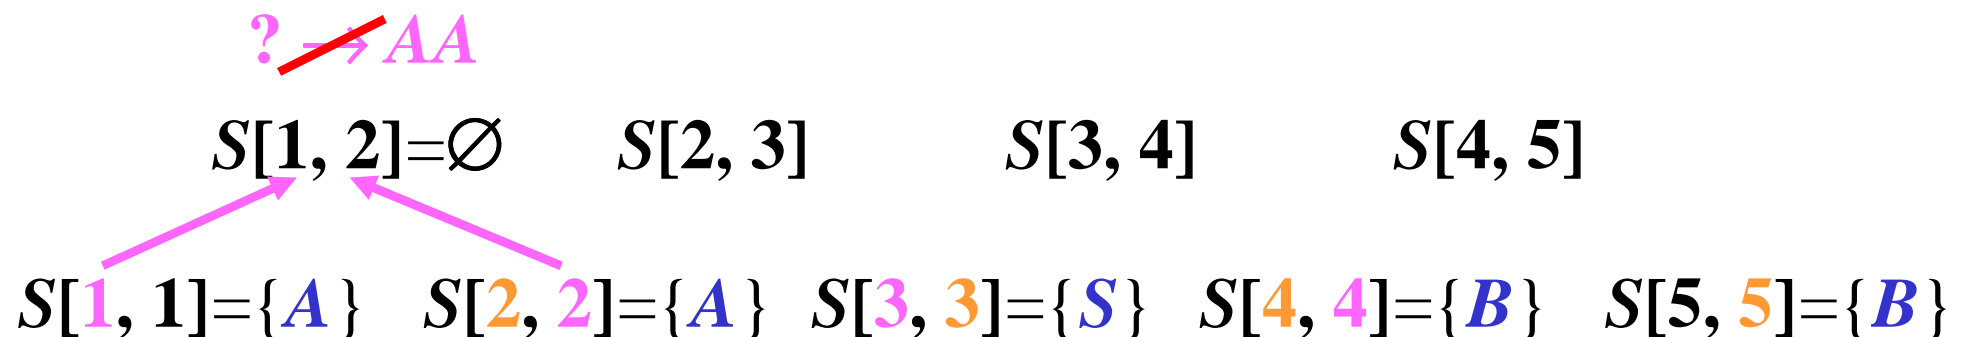 ? → AA
S[1, 2]=∅ S[2, 3] S[3, 4] S[4, 5]
S[1, 1]={A} S[2, 2]={A} S[3, 3]={S} S[4, 4]={B} S[5, 5]={B}